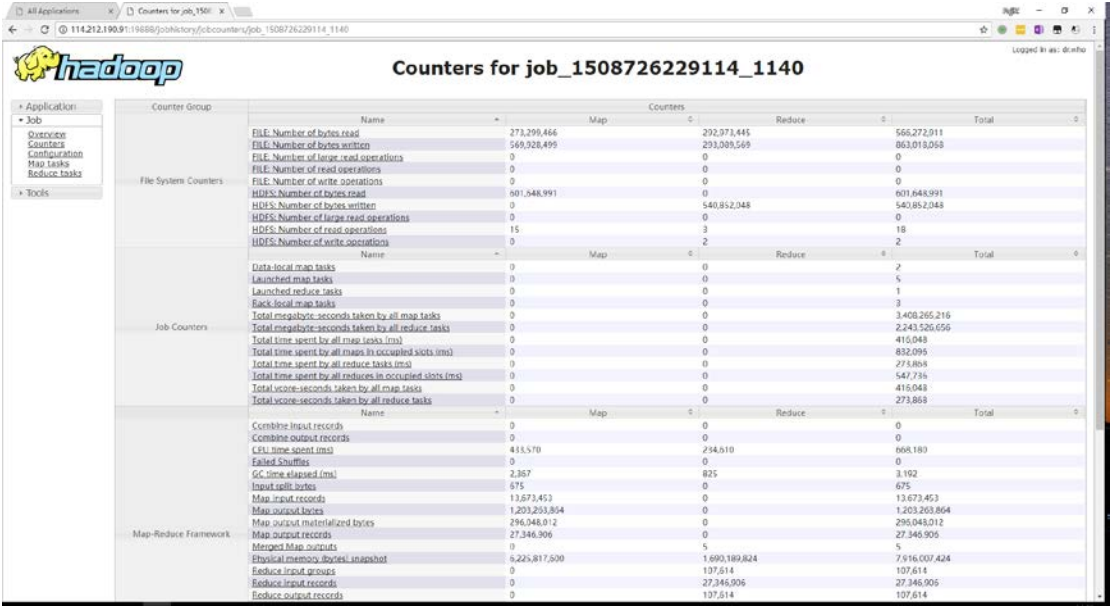 All Applications
Counters for job_150
114.212.190.91:19888/jobhistory/jobcounters/job_1508726229114_1140
Logged in as: dr.who
hadoop
Counters for job_1508726229114_1140
Application
Job
Overview
Counters
Configuration
Map tasks
Reduce tasks
Tools
Counter Group Counters
File System Counters
Name Map Reduce Total
FILE: Number of bytes read 273,299,466 292,973,445 566,272,911
FILE: Number of bytes written 569,928,499 293,089,569 863,018,068
FILE: Number of large read operations 0 0 0
FILE: Number of read operations 0 0 0
FILE: Number of write operations 0 0 0
HDFS: Number of bytes read 601,648,991 0 601,648,991
HDFS: Number of bytes written 0 540,852,048 540,852,048
HDFS: Number of large read operations 0 0 0
HDFS: Number of read operations 15 3 18
HDFS: Number of write operations 0 2 2
Job Counters
Name Map Reduce Total
Data-local map tasks 0 0 2
Launched map tasks 0 0 5
Launched reduce tasks 0 0 1
Rack-local map tasks 0 0 3
Total megabyte-seconds taken by all map tasks 0 0 3,408,265,216
Total megabyte-seconds taken by all reduce tasks 0 0 2,243,526,656
Total time spent by all map tasks (ms) 0 0 416,048
Total time spent by all maps in occupied slots (ms) 0 0 832,096
Total time spent by all reduce tasks (ms) 0 0 273,868
Total time spent by all reduces in occupied slots (ms) 0 0 547,736
Total vcore-seconds taken by all map tasks 0 0 416,048
Total vcore-seconds taken by all reduce tasks 0 0 273,868
Map-Reduce Framework
Name Map Reduce Total
Combine input records 0 0 0
Combine output records 0 0 0
CPU time spent (ms) 433,570 234,610 668,180
Failed Shuffles 0 0 0
GC time elapsed (ms) 2,367 825 3,192
Input split bytes 675 0 675
Map input records 13,673,453 0 13,673,453
Map output bytes 1,203,263,864 0 1,203,263,864
Map output materialized bytes 296,048,012 0 296,048,012
Map output records 27,346,906 0 27,346,906
Merged Map outputs 0 5 5
Physical memory (bytes) snapshot 6,225,817,600 1,690,189,824 7,916,007,424
Reduce input groups 0 107,614 107,614
Reduce input records 0 27,346,906 27,346,906
Reduce output records 0 107,614 107,614